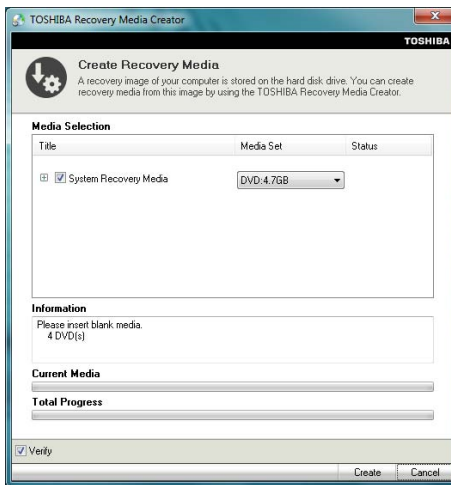 TOSHIBA Recovery Media Creator
TOSHIBA
Create Recovery Media
A recovery image of your computer is stored on the hard disk drive. You can create
recovery media from this image by using the TOSHIBA Recovery Media Creator.
Media Selection
Title Media Set Status
System Recovery Media DVD:4.7GB
Information
Please insert blank media.
4 DVD(s)
Current Media
Total Progress
Verify
Create Cancel